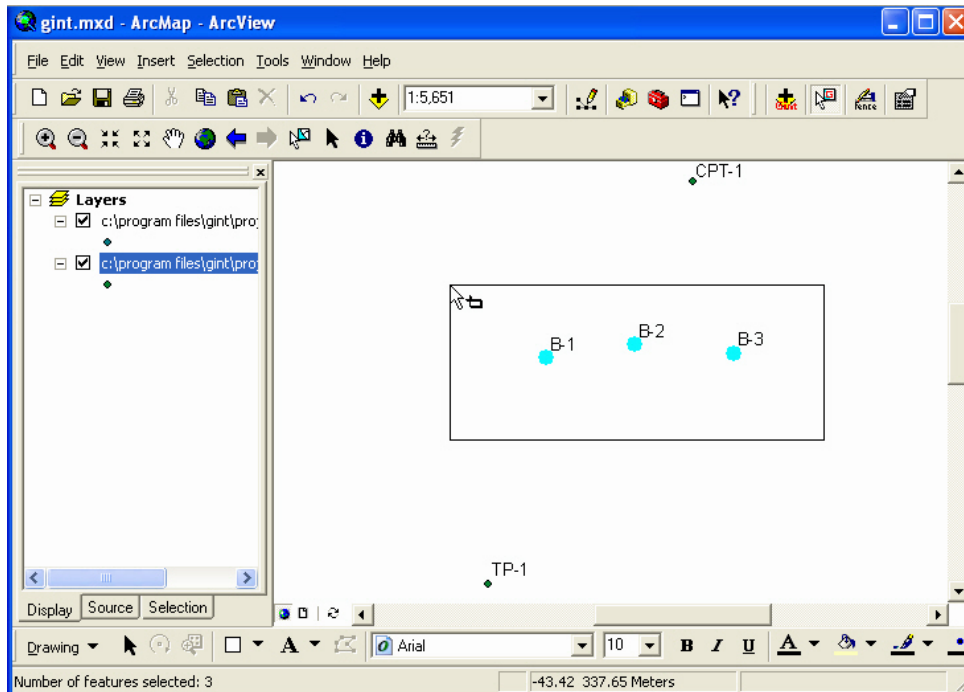 gint.mxd - ArcMap - ArcView
File Edit View Insert Selection Tools Window Help
1:5,651
fence
Layers
c:\program files\gint\pro
c:\program files\gint\pro
CPT-1
B-1
B-2
B-3
TP-1
Display Source Selection
Drawing A Arial 10 B I U A
Number of features selected: 3
-43.42 337.65 Meters